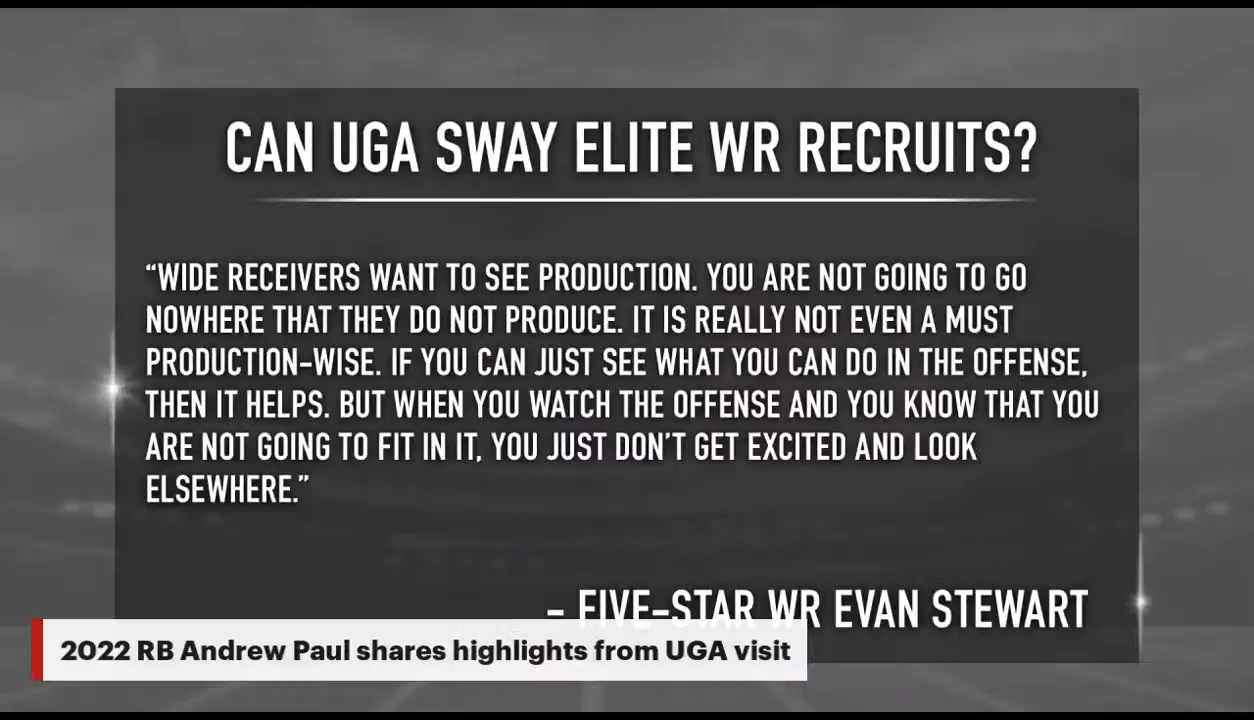 CAN UGA SWAY ELITE WR RECRUITS?
“WIDE RECEIVERS WANT TO SEE PRODUCTION. YOU ARE NOT GOING TO GO
NOWHERE THAT THEY DO NOT PRODUCE. IT IS REALLY NOT EVEN A MUST
PRODUCTION-WISE. IF YOU CAN JUST SEE WHAT YOU CAN DO IN THE OFFENSE,
THEN IT HELPS. BUT WHEN YOU WATCH THE OFFENSE AND YOU KNOW THAT YOU
ARE NOT GOING TO FIT IN IT, YOU JUST DON’T GET EXCITED AND LOOK
ELSEWHERE.”
– FIVE-STAR WR EVAN STEWART
2022 RB Andrew Paul shares highlights from UGA visit